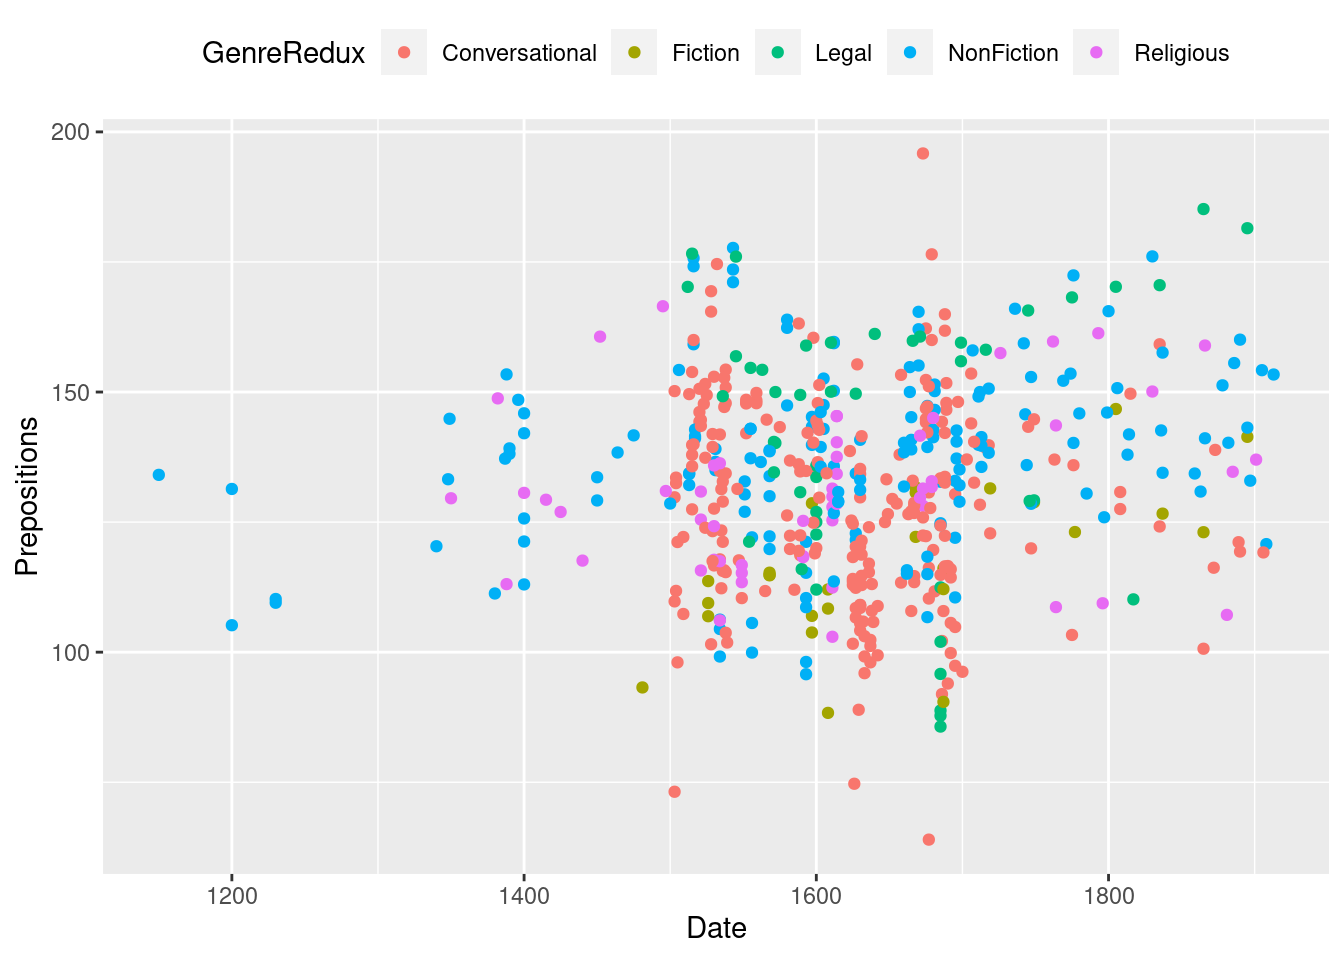 GenreRedux Conversational Fiction Legal NonFiction Religious
200
150
100
Prepositions
1200 1400 1600 1800
Date